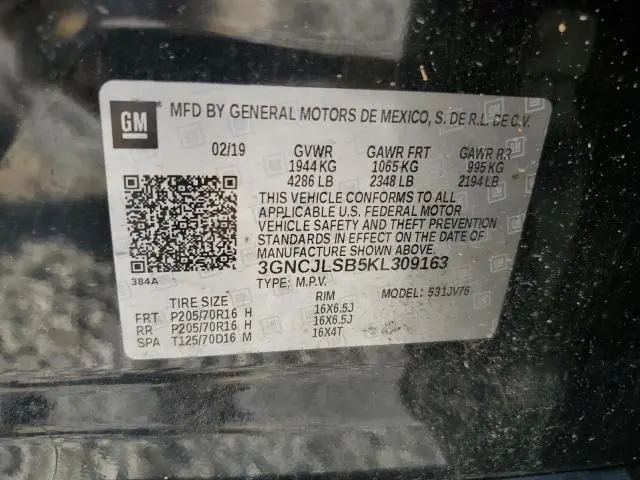 GM MFD BY GENERAL MOTORS DE MEXICO, S. DE R.L. DE C.V.
02/19 GVWR GAWR FRT GAWR RR
1944 KG 1065 KG 995 KG
4286 LB 2348 LB 2194 LB
THIS VEHICLE CONFORMS TO ALL
APPLICABLE U.S. FEDERAL MOTOR
VEHICLE SAFETY AND THEFT PREVENTION
STANDARDS IN EFFECT ON THE DATE OF
MANUFACTURE SHOWN ABOVE.
3GNCJLSB5KL309163
384A TYPE: M.P.V. MODEL: 531JV76
TIRE SIZE RIM
FRT P205/70R16 H 16X6.5J
RR P205/70R16 H 16X6.5J
SPA T125/70D16 M 16X4T